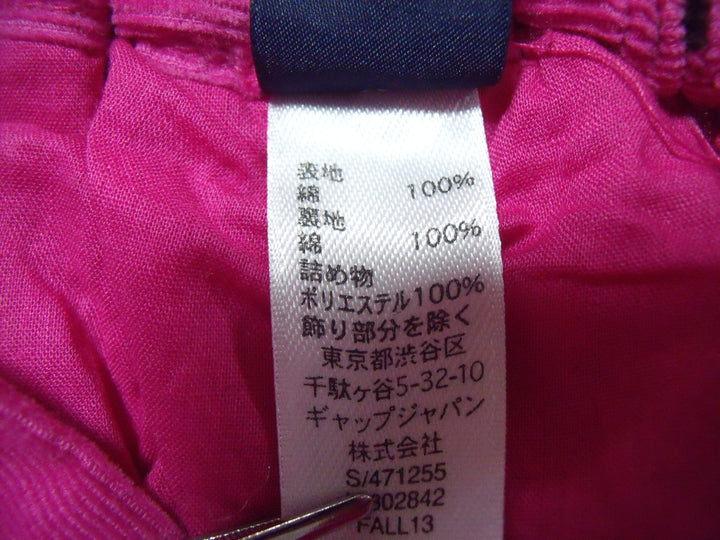 表地
綿 100%
裏地
綿 100%
詰め物
ポリエステル100%
飾り部分を除く
東京都渋谷区
千駄ヶ谷5-32-10
ギャップジャパン
株式会社
S/471255
802842
FALL13